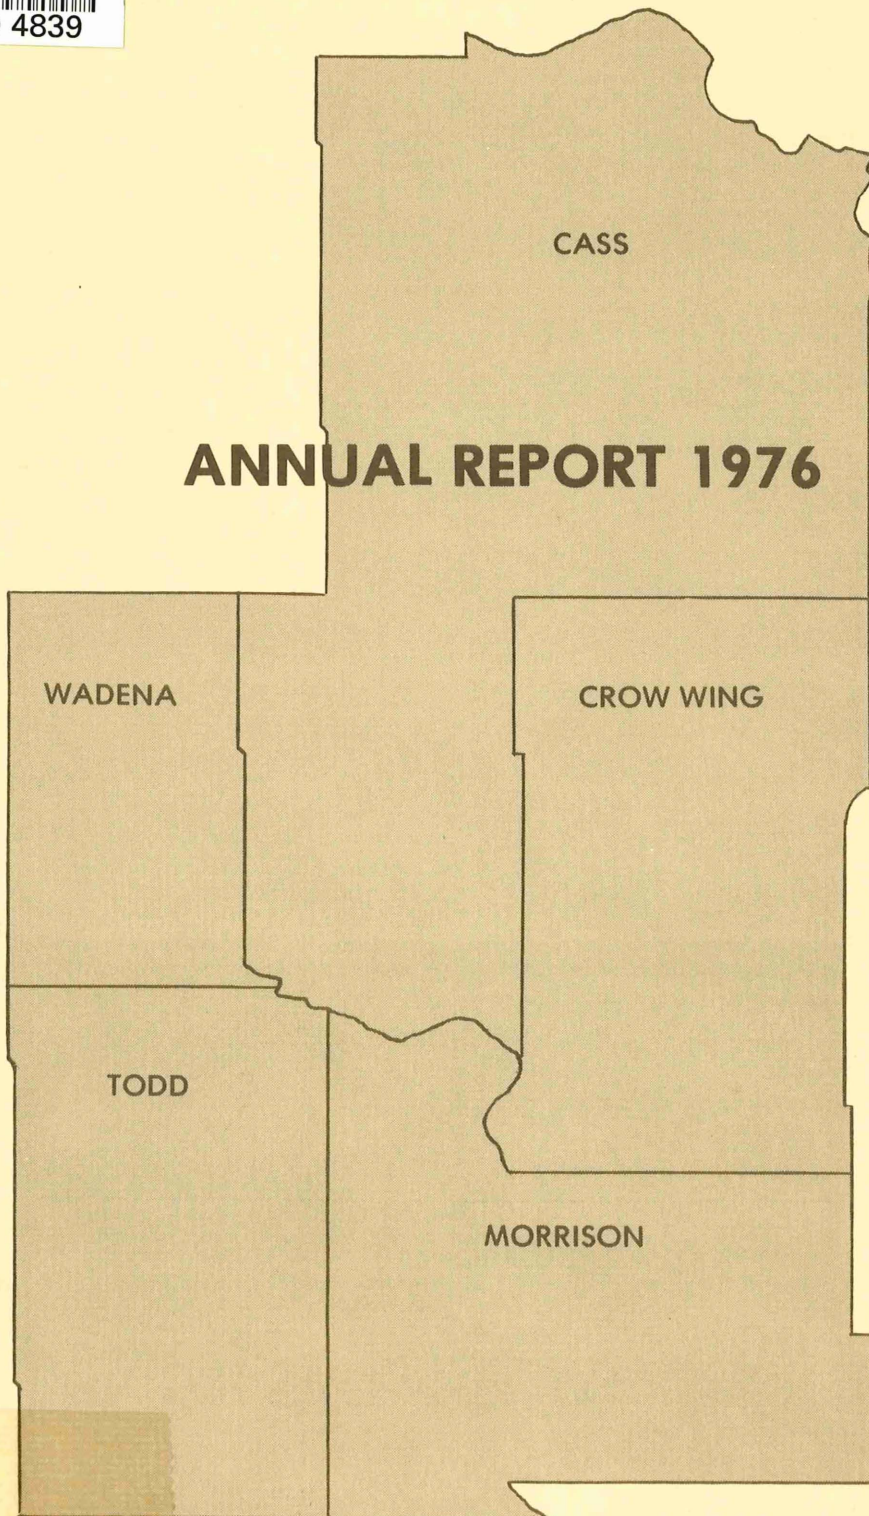 4839
CASS
ANNUAL REPORT 1976
WADENA
CROW WING
TODD
MORRISON